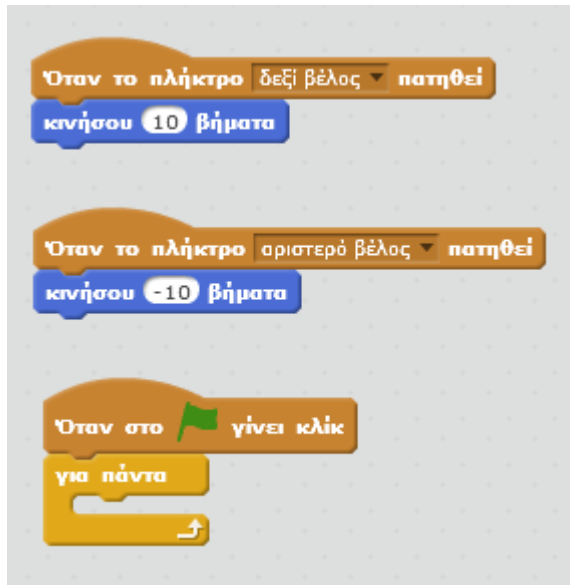 Όταν το πλήκτρο δεξί βέλος πατηθεί
κινήσου 10 βήματα
Όταν το πλήκτρο αριστερό βέλος πατηθεί
κινήσου -10 βήματα
Όταν στο γίνει κλίκ
για πάντα